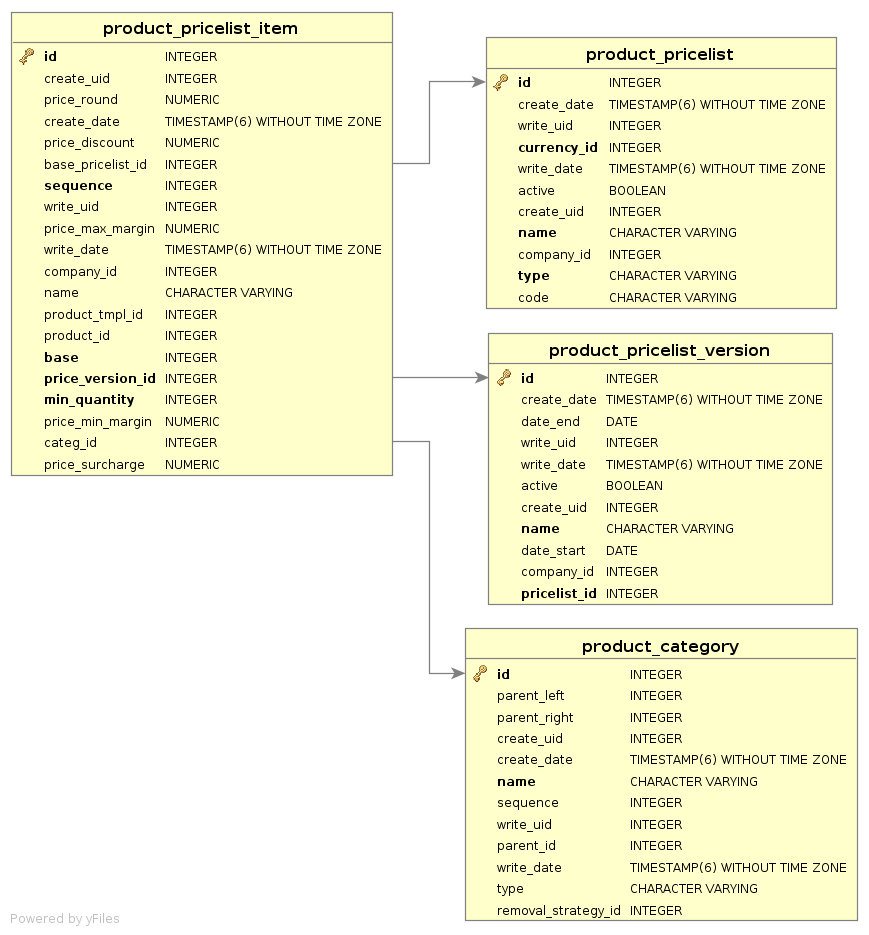 product_pricelist_item
id INTEGER
create_uid INTEGER
price_round NUMERIC
create_date TIMESTAMP(6) WITHOUT TIME ZONE
price_discount NUMERIC
base_pricelist_id INTEGER
sequence INTEGER
write_uid INTEGER
price_max_margin NUMERIC
write_date TIMESTAMP(6) WITHOUT TIME ZONE
company_id INTEGER
name CHARACTER VARYING
product_tmpl_id INTEGER
product_id INTEGER
base INTEGER
price_version_id INTEGER
min_quantity INTEGER
price_min_margin NUMERIC
categ_id INTEGER
price_surcharge NUMERIC
product_pricelist
id INTEGER
create_date TIMESTAMP(6) WITHOUT TIME ZONE
write_uid INTEGER
currency_id INTEGER
write_date TIMESTAMP(6) WITHOUT TIME ZONE
active BOOLEAN
create_uid INTEGER
name CHARACTER VARYING
company_id INTEGER
type CHARACTER VARYING
code CHARACTER VARYING
product_pricelist_version
id INTEGER
create_date TIMESTAMP(6) WITHOUT TIME ZONE
date_end DATE
write_uid INTEGER
write_date TIMESTAMP(6) WITHOUT TIME ZONE
active BOOLEAN
create_uid INTEGER
name CHARACTER VARYING
date_start DATE
company_id INTEGER
pricelist_id INTEGER
product_category
id INTEGER
parent_left INTEGER
parent_right INTEGER
create_uid INTEGER
create_date TIMESTAMP(6) WITHOUT TIME ZONE
name CHARACTER VARYING
sequence INTEGER
write_uid INTEGER
parent_id INTEGER
write_date TIMESTAMP(6) WITHOUT TIME ZONE
type CHARACTER VARYING
removal_strategy_id INTEGER
Powered by yFiles